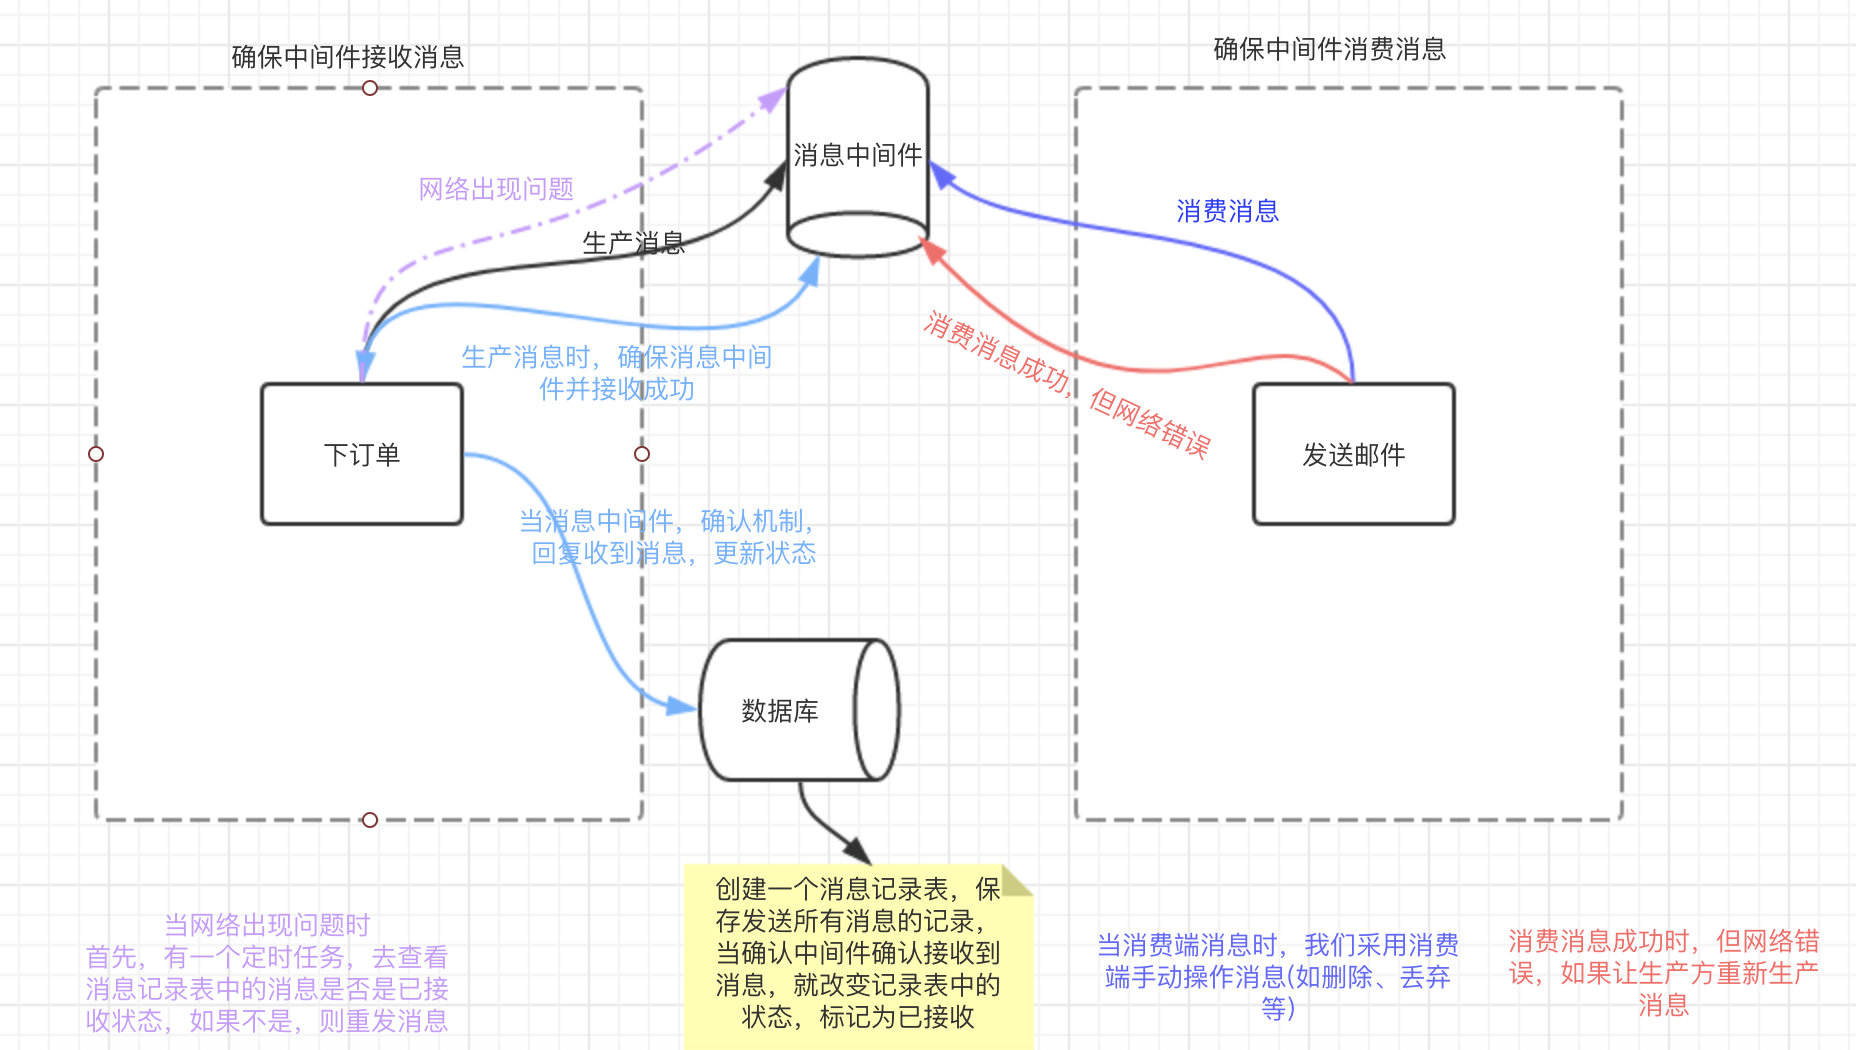 确保中间件接收消息
确保中间件消费消息
消息中间件
网络出现问题
生产消息
消费消息
生产消息时，确保消息中间
件并接收成功
消费消息成功，但网络错误
下订单
发送邮件
当消息中间件，确认机制，
回复收到消息，更新状态
数据库
创建一个消息记录表，保
存发送所有消息的记录，
当确认中间件确认接收到
消息，就改变记录表中的
状态，标记为已接收
当网络出现问题时
首先，有一个定时任务，去查看
消息记录表中的消息是否是已接
收状态，如果不是，则重发消息
当消费端消息时，我们采用消费
端手动操作消息(如删除、丢弃
等)
消费消息成功时，但网络错
误，如果让生产方重新生产
消息